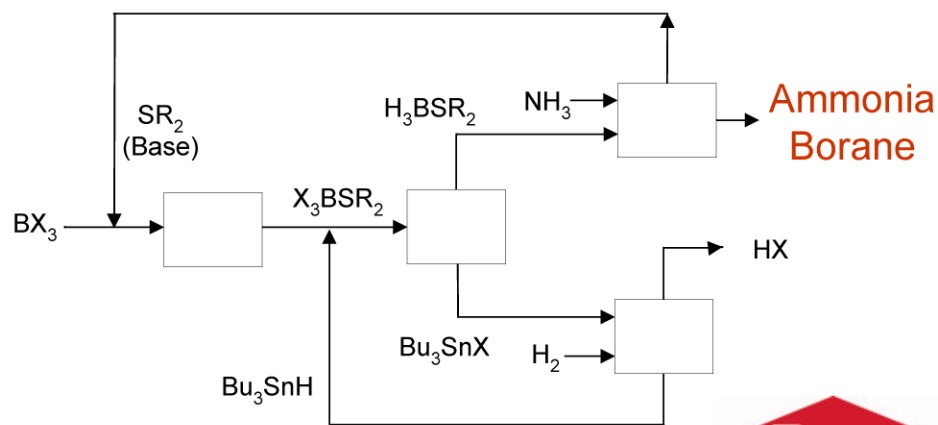 NH₃
Ammonia
Borane
H₃BSR₂
SR₂
(Base)
X₃BSR₂
BX₃
HX
Bu₃SnX
H₂
Bu₃SnH